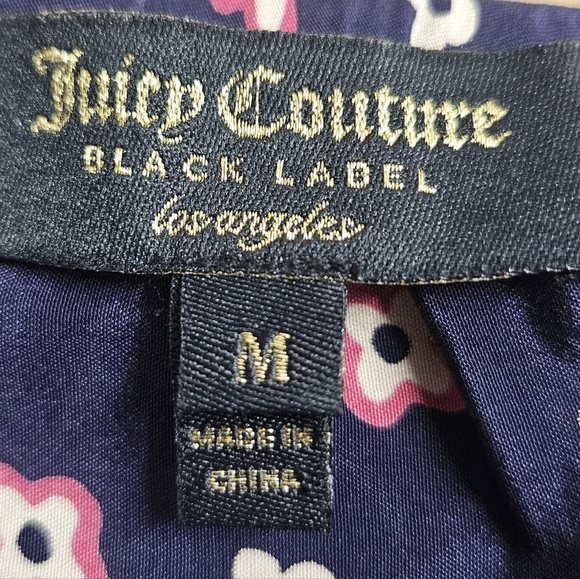 Juicy Couture
BLACK LABEL
los angeles
M
MADE IN
CHINA